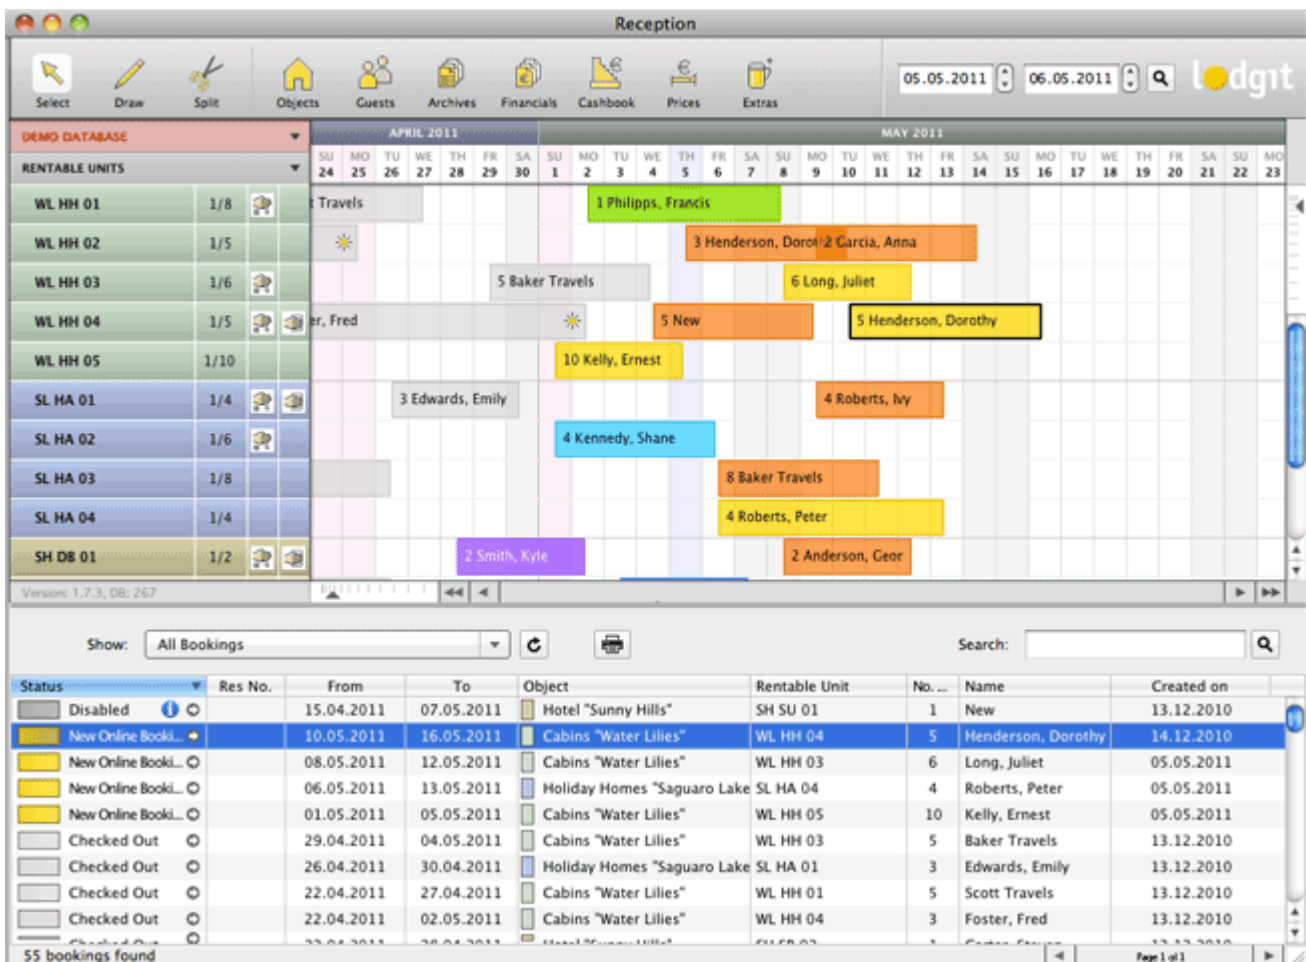 Reception
Select Draw Split Objects Guests Archives Financials Cashbook Prices Extras 05.05.2011 06.05.2011 lodgit
DEMO DATABASE APRIL 2011 MAY 2011
RENTABLE UNITS
SU MO TU WE TH FR SA SU MO TU WE TH FR SA SU MO TU WE TH FR SA SU MO TU WE TH FR SA SU MO
24 25 26 27 28 29 30 1 2 3 4 5 6 7 8 9 10 11 12 13 14 15 16 17 18 19 20 21 22 23
WL HH 01 1/8 t Travels 1 Philipps, Francis
WL HH 02 1/5 3 Henderson, Dorot 2 Garcia, Anna
WL HH 03 1/6 5 Baker Travels 6 Long, Juliet
WL HH 04 1/5 er, Fred 5 New 5 Henderson, Dorothy
WL HH 05 1/10 10 Kelly, Ernest
SL HA 01 1/4 3 Edwards, Emily 4 Roberts, Ivy
SL HA 02 1/6 4 Kennedy, Shane
SL HA 03 1/8 8 Baker Travels
SL HA 04 1/4 4 Roberts, Peter
SH DB 01 1/2 2 Smith, Kyle 2 Anderson, Geor
Version: 1.7.3, DB: 267
Show: All Bookings Search:
Status Res No. From To Object Rentable Unit No. ... Name Created on
Disabled 15.04.2011 07.05.2011 Hotel "Sunny Hills" SH SU 01 1 New 13.12.2010
New Online Booki... 10.05.2011 16.05.2011 Cabins "Water Lilies" WL HH 04 5 Henderson, Dorothy 14.12.2010
New Online Booki... 08.05.2011 12.05.2011 Cabins "Water Lilies" WL HH 03 6 Long, Juliet 05.05.2011
New Online Booki... 06.05.2011 13.05.2011 Holiday Homes "Saguaro Lake SL HA 04 4 Roberts, Peter 05.05.2011
New Online Booki... 01.05.2011 05.05.2011 Cabins "Water Lilies" WL HH 05 10 Kelly, Ernest 05.05.2011
Checked Out 29.04.2011 04.05.2011 Cabins "Water Lilies" WL HH 03 5 Baker Travels 13.12.2010
Checked Out 26.04.2011 30.04.2011 Holiday Homes "Saguaro Lake SL HA 01 3 Edwards, Emily 13.12.2010
Checked Out 22.04.2011 27.04.2011 Cabins "Water Lilies" WL HH 01 5 Scott Travels 13.12.2010
Checked Out 22.04.2011 02.05.2011 Cabins "Water Lilies" WL HH 04 3 Foster, Fred 13.12.2010
55 bookings found Page 1 of 1